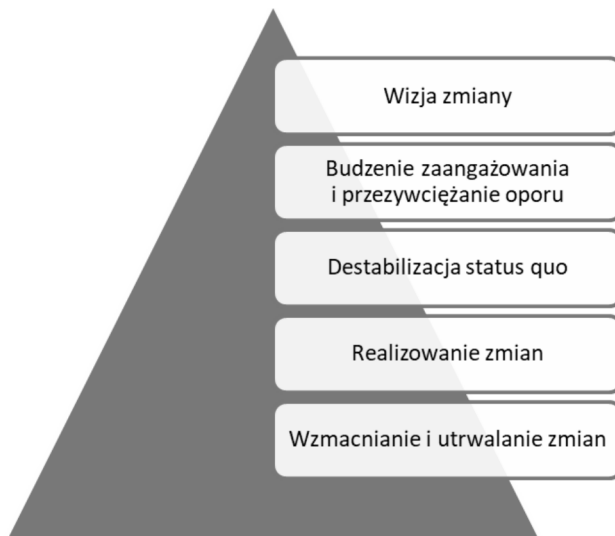 Wizja zmiany
Budzenie zaangażowania
i przezywciężanie oporu
Destabilizacja status quo
Realizowanie zmian
Wzmacnianie i utrwalanie zmian